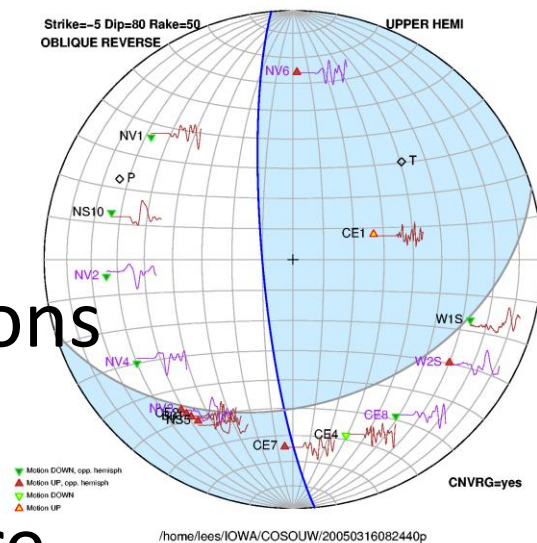 Strike=-5 Dip=80 Rake=50
UPPER HEMI
OBLIQUE REVERSE
NV6
NV1
T
P
NS10
CE1
NV2
ons
W1S
NV4
W2S
CE8
NS5
CE4
CE7
Motion DOWN, opp. hemisph
Motion UP, opp. hemisph
Motion DOWN
Motion UP
CNVRG=yes
/home/lees/IOWA/COSOUW/20050316082440p